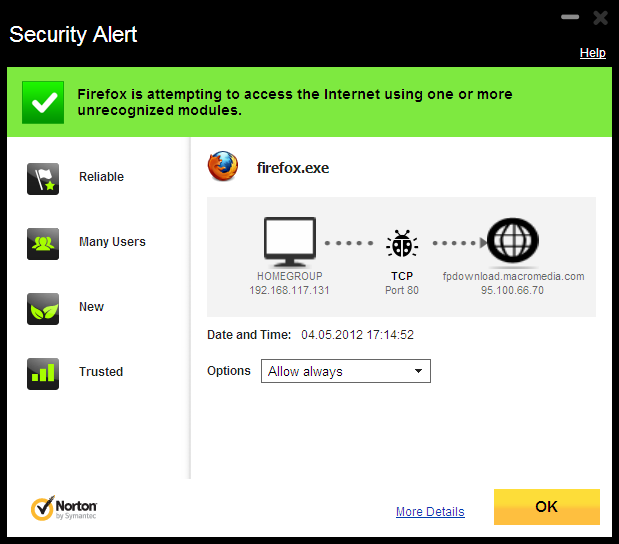 Security Alert
Help
Firefox is attempting to access the Internet using one or more
unrecognized modules.
Reliable
Many Users
New
Trusted
firefox.exe
HOMEGROUP
192.168.117.131
TCP
Port 80
fpdownload.macromedia.com
95.100.66.70
Date and Time: 04.05.2012 17:14:52
Options Allow always
Norton
by Symantec
More Details
OK